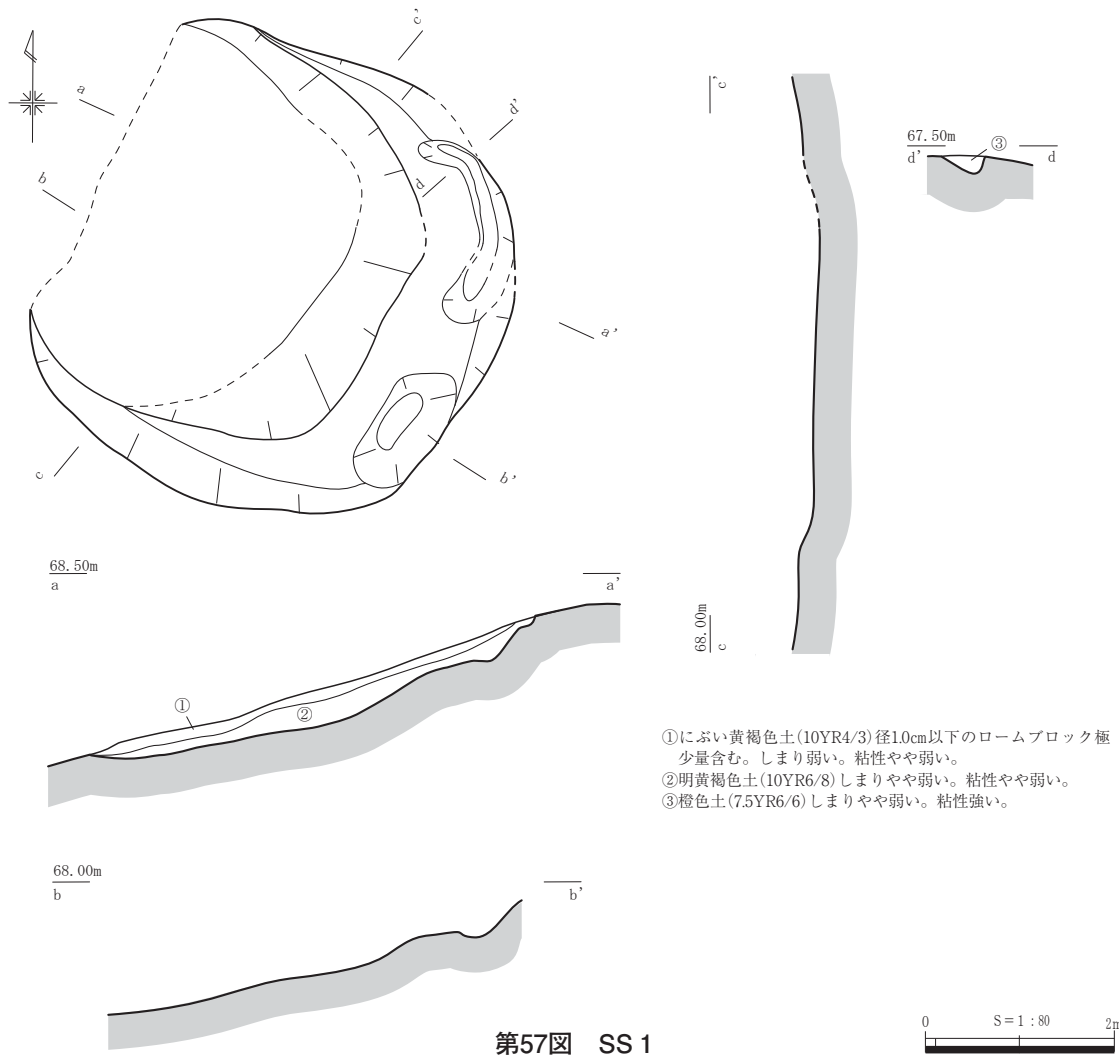 c'
a
d'
b
d
a'
c
b'
c'
67.50m
③
d'
d
68.50m
a
a'
68.00m
c
①
②
①にぶい黄褐色土(10YR4/3)径1.0cm以下のロームブロック極
少量含む。しまり弱い。粘性やや弱い。
②明黄褐色土(10YR6/8)しまりやや弱い。粘性やや弱い。
③橙色土(7.5YR6/6)しまりやや弱い。粘性強い。
68.00m
b
b'
0
S＝1：80
2m
第57図　SS 1